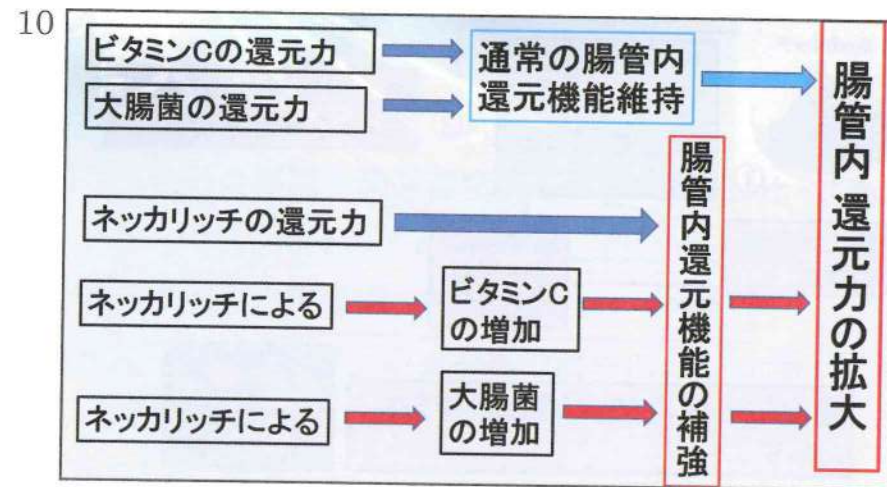 10
ビタミンCの還元力
大腸菌の還元力
通常の腸管内
還元機能維持
ネッカリッチの還元力
ネッカリッチによる
ビタミンC
の増加
ネッカリッチによる
大腸菌
の増加
腸管内還元機能の補強
腸管内還元力の拡大